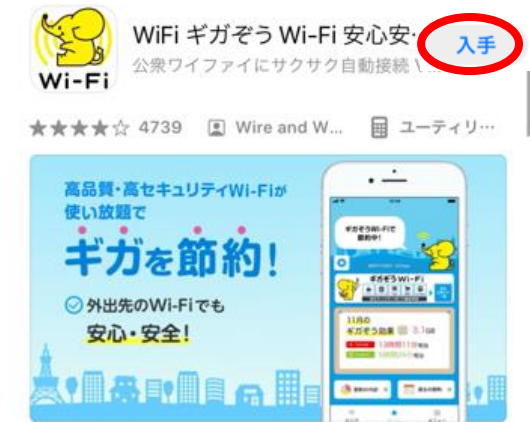 WiFi ギガぞう Wi-Fi 安心安…
入手
Wi-Fi
公衆ワイファイにサクサク自動接続 V…
★★★★☆ 4739 Wire and W... ユーティリ…
高品質・高セキュリティWi-Fiが
使い放題で
ギガを節約！
外出先のWi-Fiでも
安心・安全！
ギガぞうWi-Fiで
節約中！
ギガぞうWi-Fi
11月の
ギガぞう効果 3.1GB